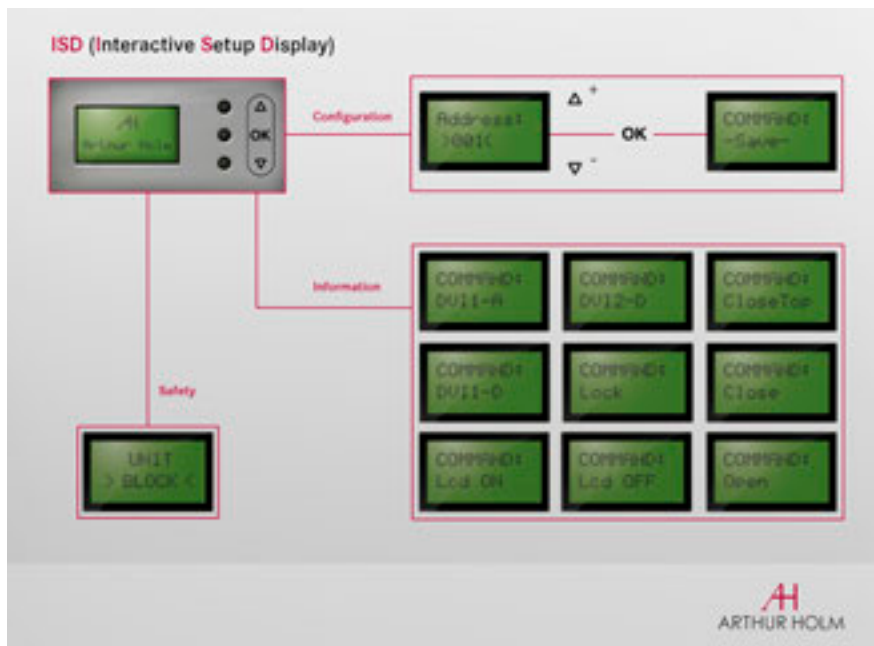 ISD (Interactive Setup Display)
AH
Arthur Holm
OK
Configuration
Address:
>001<
+
OK
-
COMMAND:
-Save-
Information
COMMAND:
DVI1-A
COMMAND:
DVI2-D
COMMAND:
CloseTop
COMMAND:
DVI1-D
COMMAND:
Lock
COMMAND:
Close
COMMAND:
Lcd ON
COMMAND:
Lcd OFF
COMMAND:
Open
Safety
UNIT
> BLOCK <
AH
ARTHUR HOLM